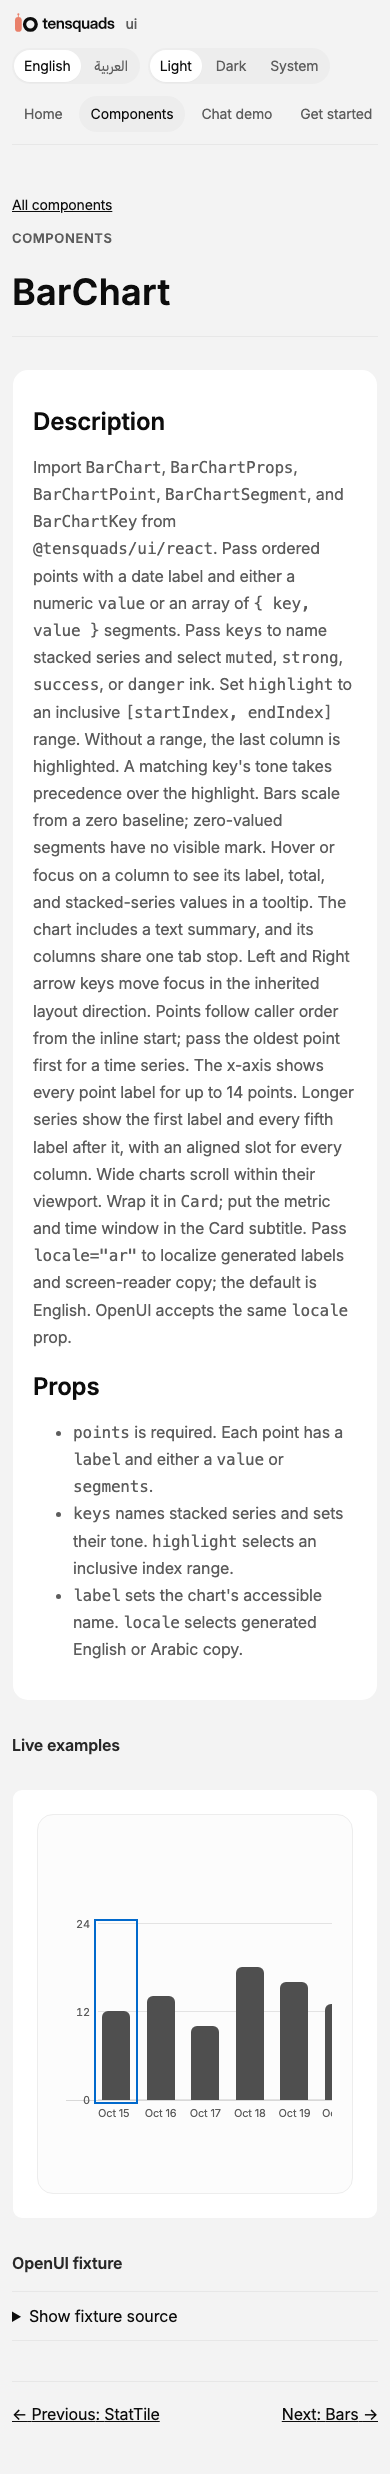 tensquads ui
English العربية Light Dark System
Home Components Chat demo Get started
All components
COMPONENTS
BarChart
Description
Import BarChart, BarChartProps,
BarChartPoint, BarChartSegment, and
BarChartKey from
@tensquads/ui/react. Pass ordered
points with a date label and either a
numeric value or an array of { key,
value } segments. Pass keys to name
stacked series and select muted, strong,
success, or danger ink. Set highlight to
an inclusive [startIndex, endIndex]
range. Without a range, the last column is
highlighted. A matching key's tone takes
precedence over the highlight. Bars scale
from a zero baseline; zero-valued
segments have no visible mark. Hover or
focus on a column to see its label, total,
and stacked-series values in a tooltip. The
chart includes a text summary, and its
columns share one tab stop. Left and Right
arrow keys move focus in the inherited
layout direction. Points follow caller order
from the inline start; pass the oldest point
first for a time series. The x-axis shows
every point label for up to 14 points. Longer
series show the first label and every fifth
label after it, with an aligned slot for every
column. Wide charts scroll within their
viewport. Wrap it in Card; put the metric
and time window in the Card subtitle. Pass
locale="ar" to localize generated labels
and screen-reader copy; the default is
English. OpenUI accepts the same locale
prop.
Props
• points is required. Each point has a
label and either a value or
segments.
• keys names stacked series and sets
their tone. highlight selects an
inclusive index range.
• label sets the chart's accessible
name. locale selects generated
English or Arabic copy.
Live examples
24
12
0
Oct 15 Oct 16 Oct 17 Oct 18 Oct 19
OpenUI fixture
▶ Show fixture source
← Previous: StatTile Next: Bars →